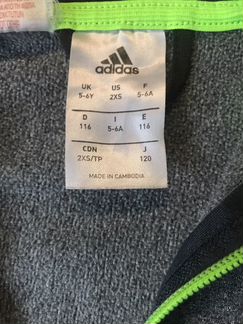 adidas
UK US F
5-6Y 2XS 5-6A
D I E
116 5-6A 116
CDN J
2XS/TP 120
MADE IN CAMBODIA